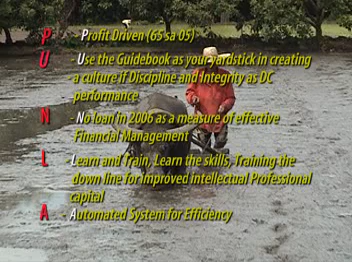 P - Profit Driven (65 sa 05)
U - Use the Guidebook as your yardstick in creating
a culture if Discipline and Integrity as DC
performance
N - No loan in 2006 as a measure of effective
Financial Management
L - Learn and Train, Learn the skills, Training the
down line for improved intellectual Professional
capital
A - Automated System for Efficiency